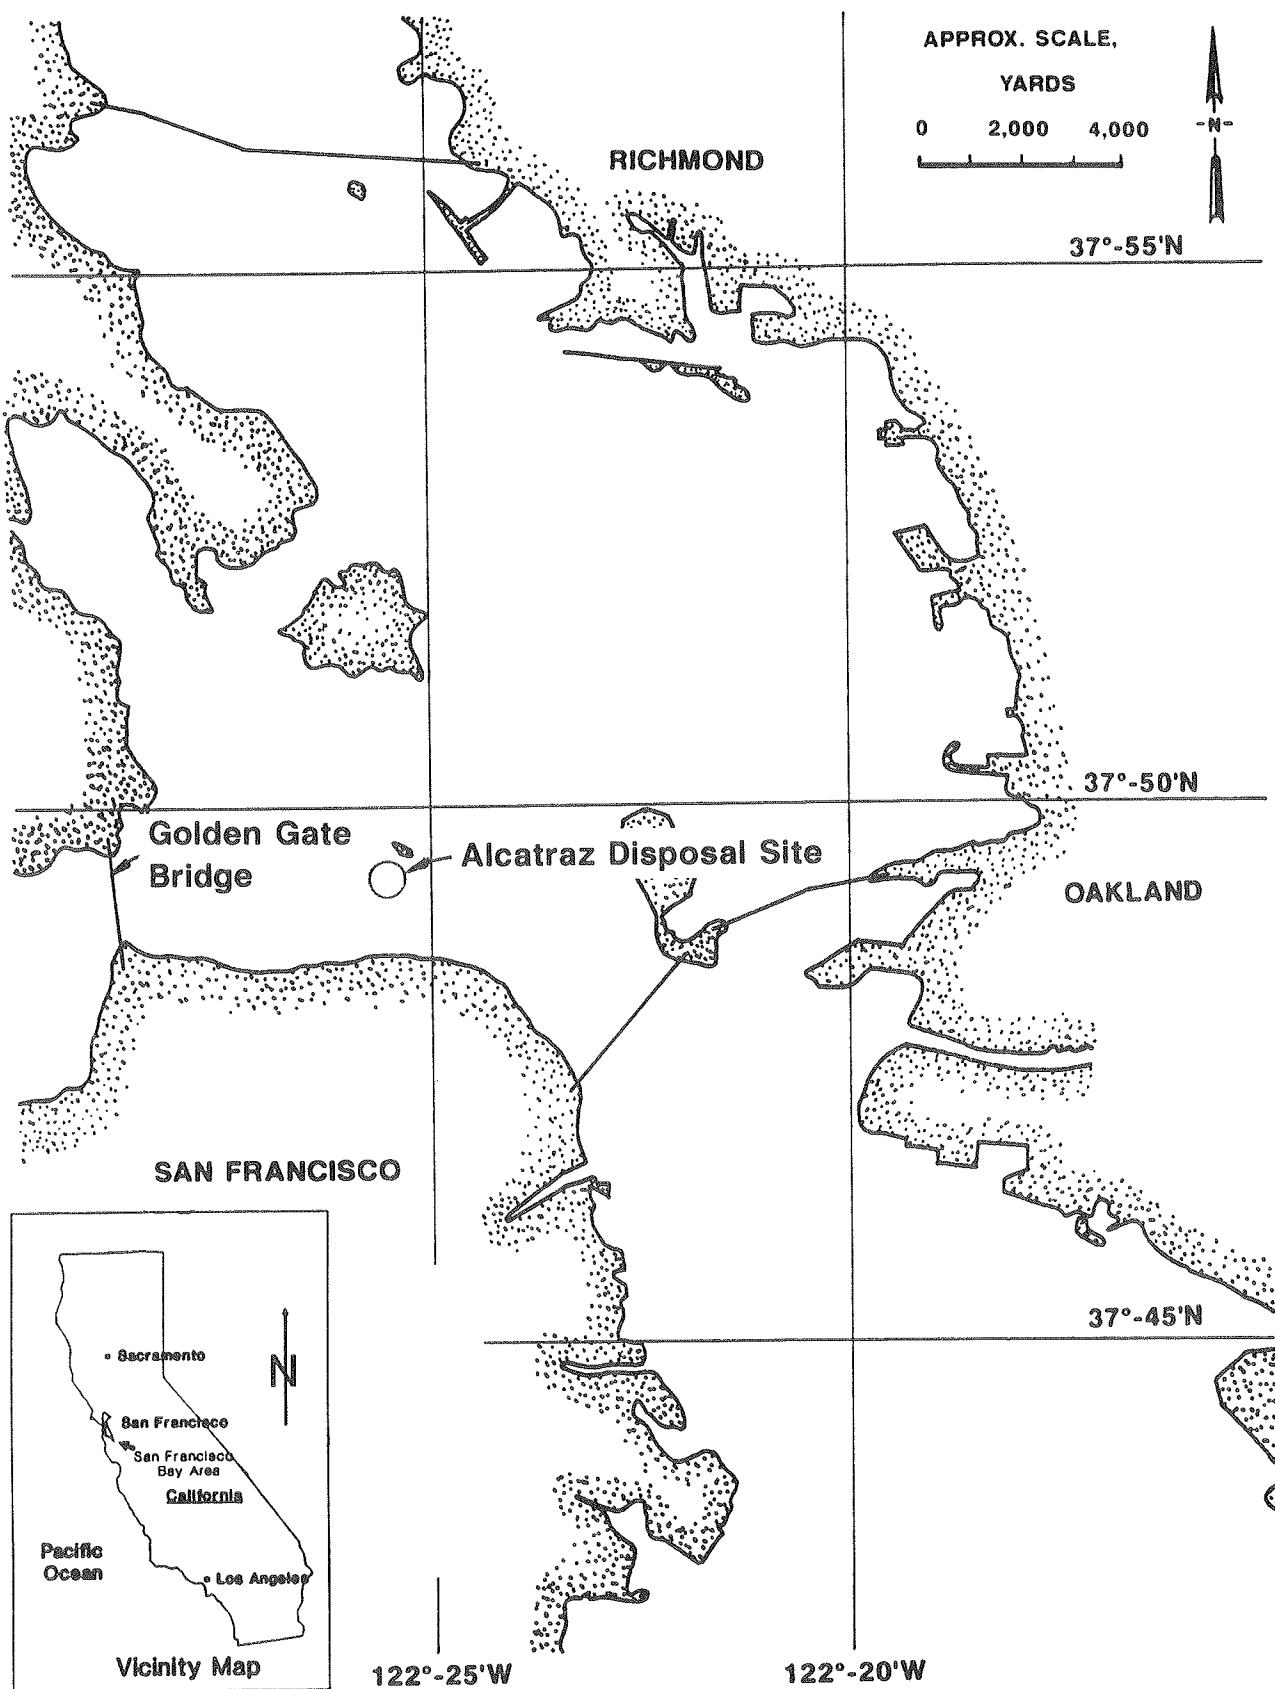 APPROX. SCALE,
YARDS
0 2,000 4,000
-N-
RICHMOND
37°-55'N
37°-50'N
Golden Gate
Bridge
Alcatraz Disposal Site
OAKLAND
SAN FRANCISCO
37°-45'N
N
Sacramento
San Francisco
San Francisco
Bay Area
California
Pacific
Ocean
Los Angeles
Vicinity Map
122°-25'W
122°-20'W